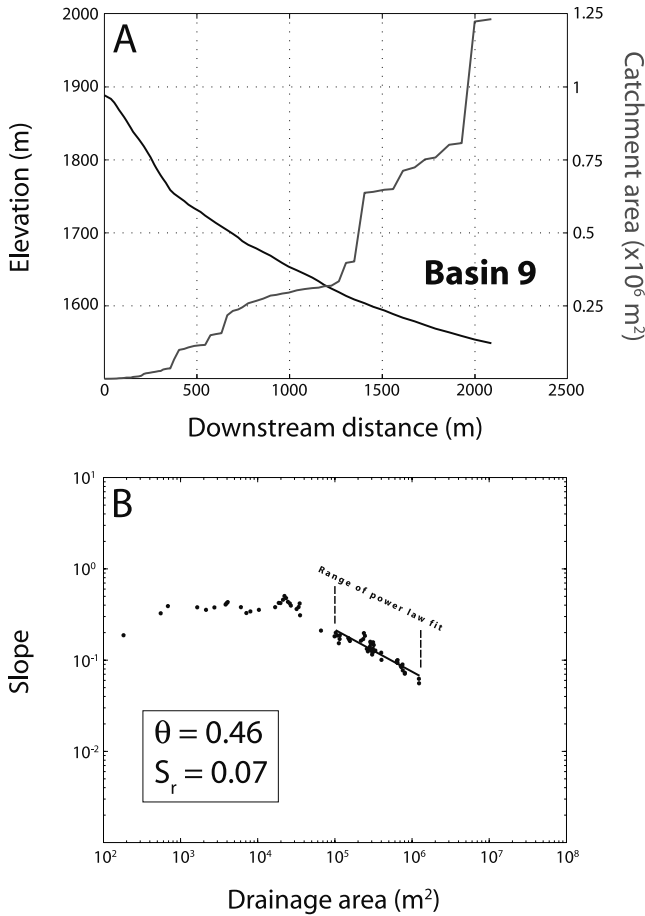 A
2000
1900
1800
1700
1600
Elevation (m)
1.25
1
0.75
0.5
0.25
Catchment area (x10⁶ m²)
Basin 9
0 500 1000 1500 2000 2500
Downstream distance (m)
B
10¹
10⁰
10⁻¹
10⁻²
Slope
Range of power law fit
θ = 0.46
Sᵣ = 0.07
10² 10³ 10⁴ 10⁵ 10⁶ 10⁷ 10⁸
Drainage area (m²)